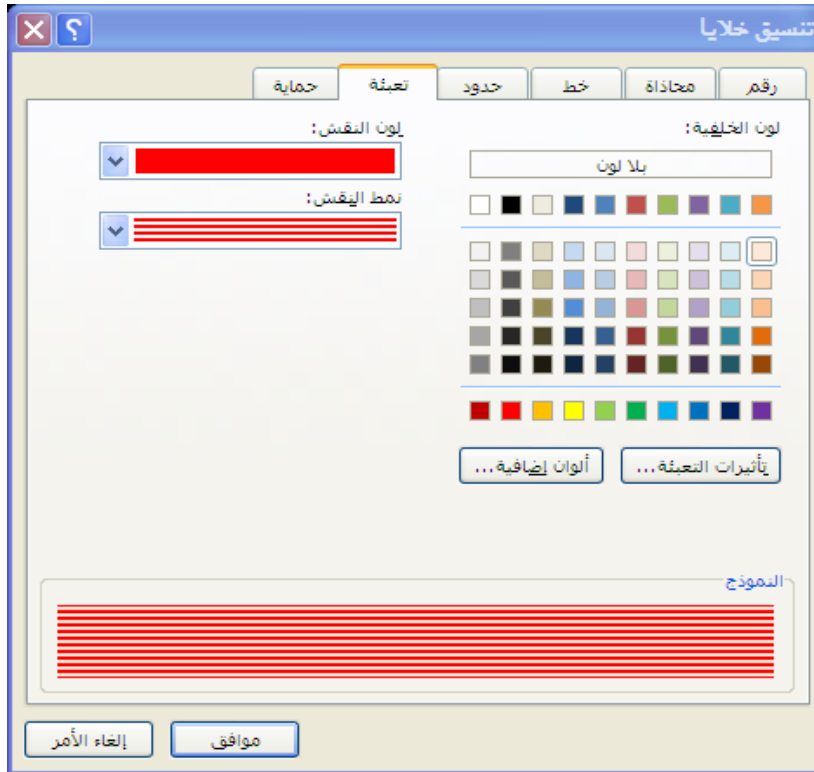 تنسيق خلايا
رقم
محاذاة
خط
حدود
تعبئة
حماية
لون الخلفية:
بلا لون
تأثيرات التعبئة...
ألوان إضافية...
لون النقش:
نمط النقش:
النموذج
موافق
إلغاء الأمر